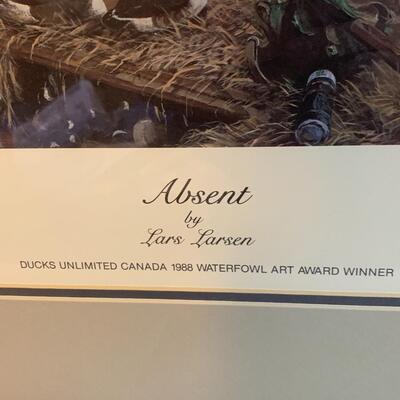 Absent
by
Lars Larsen
DUCKS UNLIMITED CANADA 1988 WATERFOWL ART AWARD WINNER